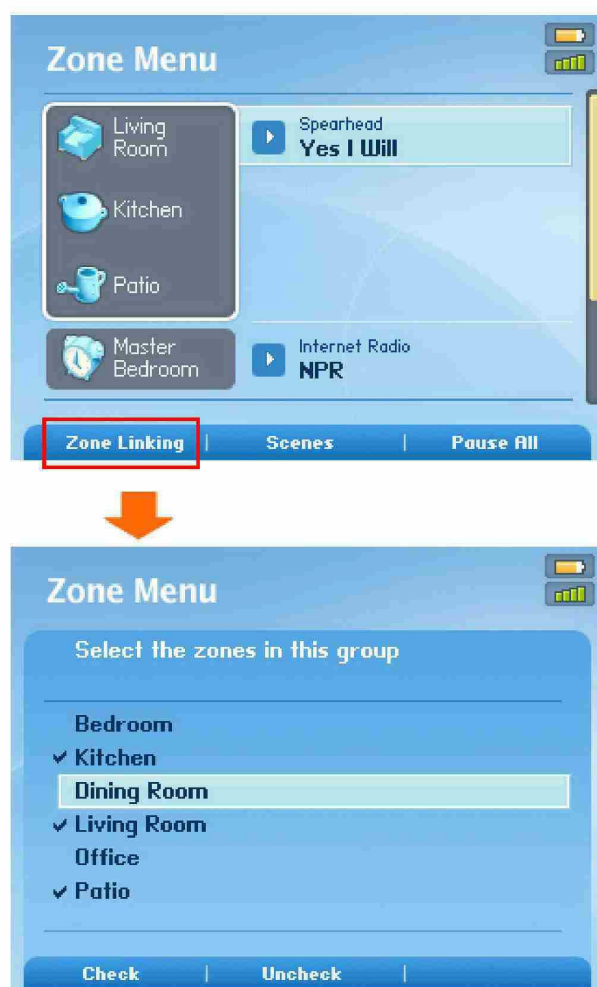 Zone Menu
Living
Room
Spearhead
Yes I Will
Kitchen
Patio
Master
Bedroom
Internet Radio
NPR
Zone Linking | Scenes | Pause All
Zone Menu
Select the zones in this group
Bedroom
Kitchen
Dining Room
Living Room
Office
Patio
Check | Uncheck |